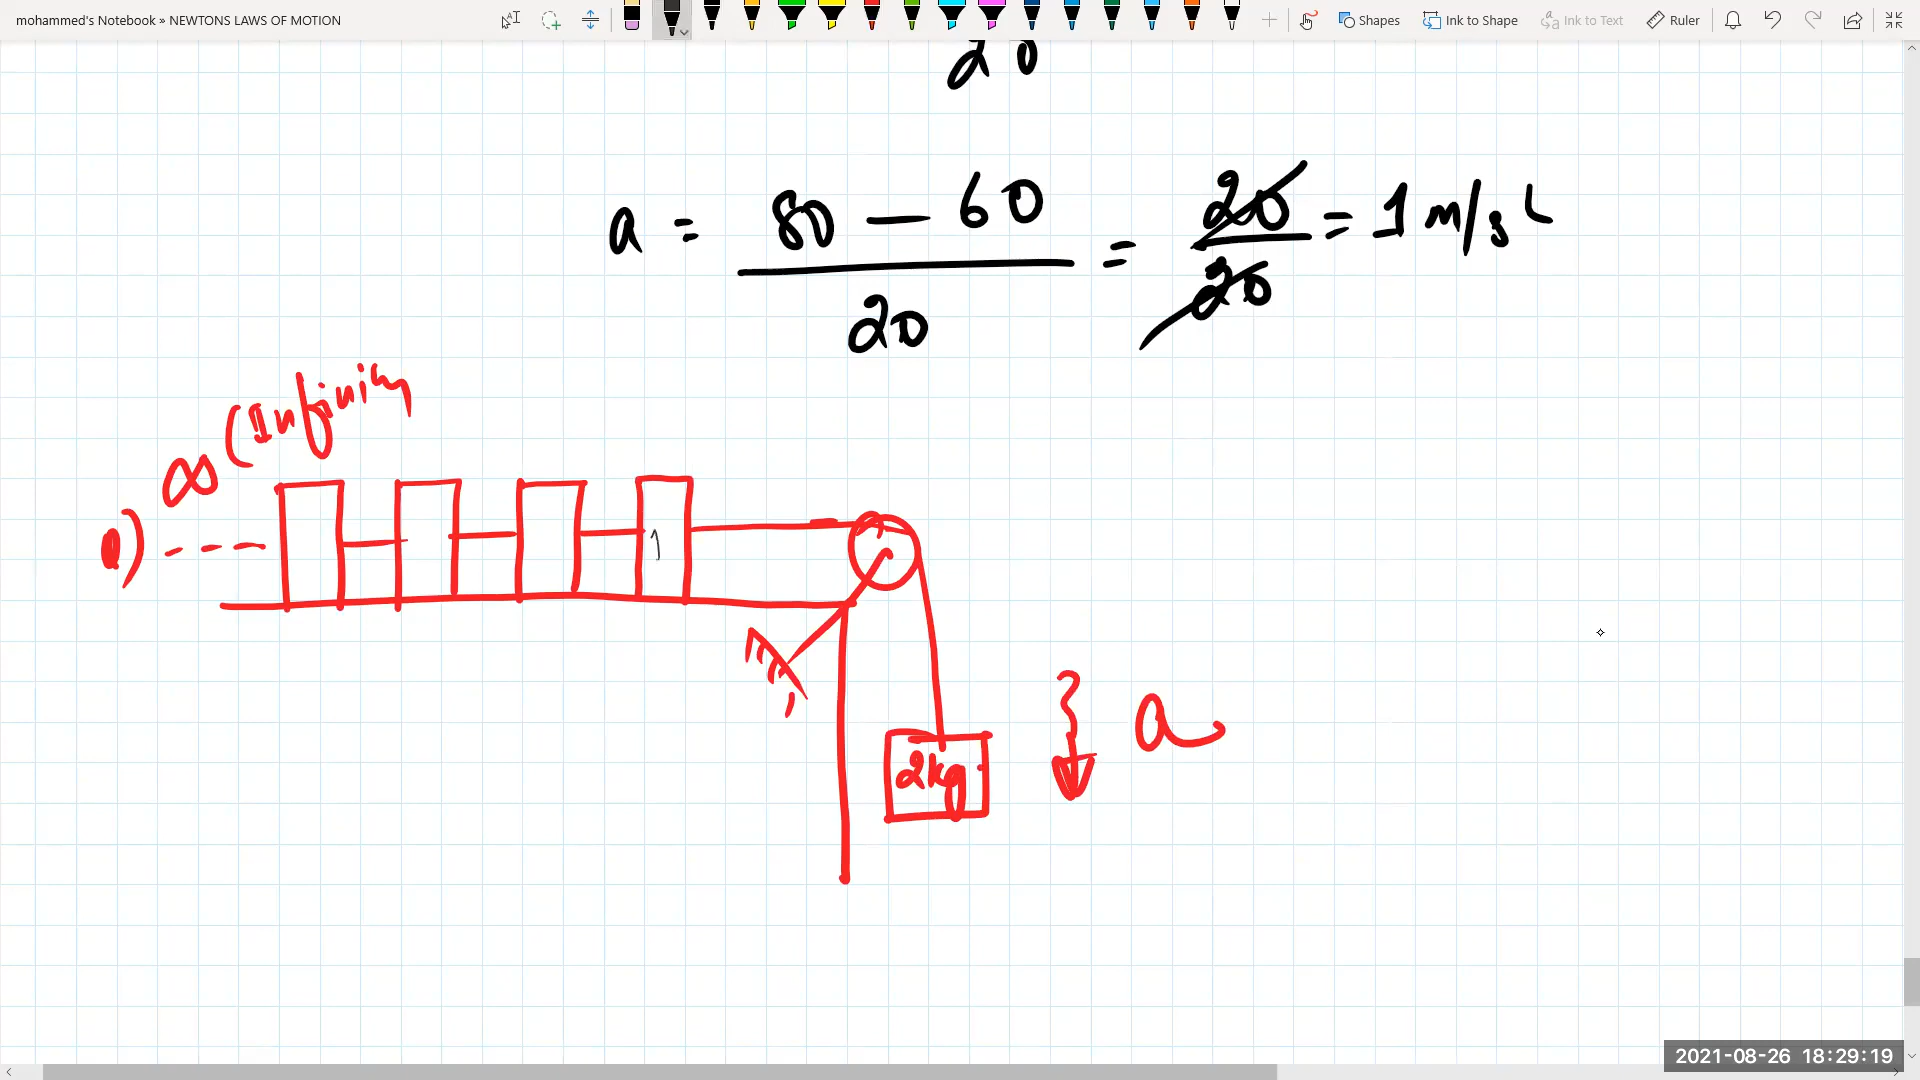 mohammed's Notebook » NEWTONS LAWS OF MOTION
Shapes
Ink to Shape
Ink to Text
Ruler
20
a = 80 - 60 / 20 = 20 / 20 = 1 m/s
∞ (Infinity
Q)
1
2kg
a
2021-08-26 18:29:19